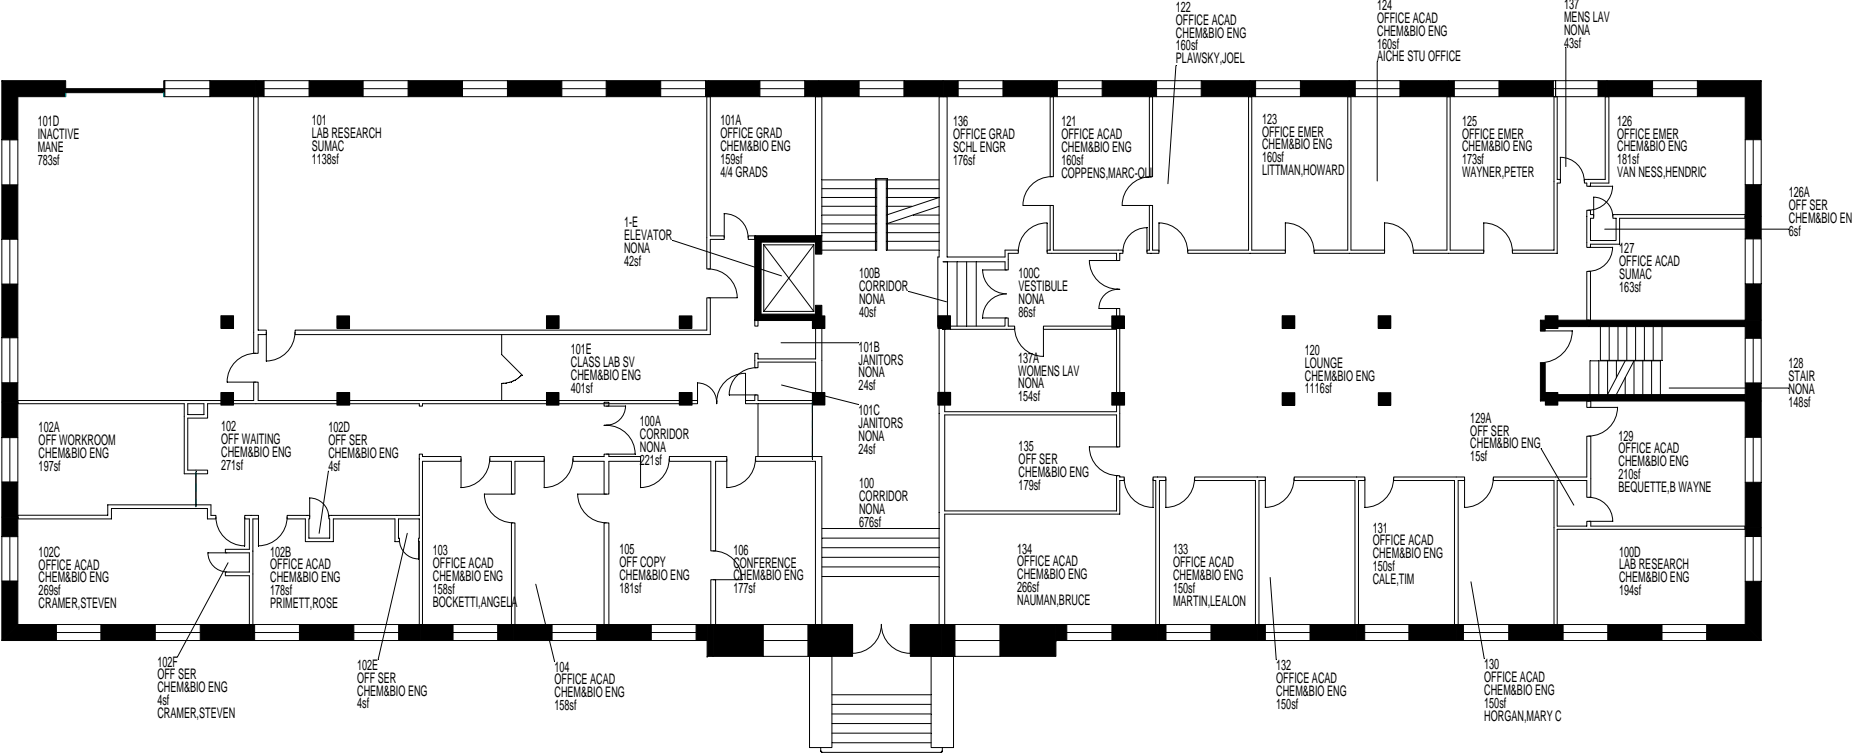 122
OFFICE ACAD
CHEM&BIO ENG
160sf
PLAWSKY,JOEL
124
OFFICE ACAD
CHEM&BIO ENG
160sf
AICHE STU OFFICE
137
MENS LAV
NONA
43sf
101D
INACTIVE
MANE
783sf
101
LAB RESEARCH
SUMAC
1138sf
101A
OFFICE GRAD
CHEM&BIO ENG
159sf
4/4 GRADS
136
OFFICE GRAD
SCHL ENGR
176sf
121
OFFICE ACAD
CHEM&BIO ENG
160sf
COPPENS,MARC-OLI
123
OFFICE EMER
CHEM&BIO ENG
160sf
LITTMAN,HOWARD
125
OFFICE EMER
CHEM&BIO ENG
173sf
WAYNER,PETER
126
OFFICE EMER
CHEM&BIO ENG
181sf
VAN NESS,HENDRIC
126A
OFF SER
CHEM&BIO EN
6sf
1-E
ELEVATOR
NONA
42sf
127
OFFICE ACAD
SUMAC
163sf
100B
CORRIDOR
NONA
40sf
100C
VESTIBULE
NONA
86sf
101E
CLASS LAB SV
CHEM&BIO ENG
401sf
101B
JANITORS
NONA
24sf
137A
WOMENS LAV
NONA
154sf
120
LOUNGE
CHEM&BIO ENG
1116sf
128
STAIR
NONA
148sf
102A
OFF WORKROOM
CHEM&BIO ENG
197sf
102
OFF WAITING
CHEM&BIO ENG
271sf
102D
OFF SER
CHEM&BIO ENG
4sf
100A
CORRIDOR
NONA
221sf
101C
JANITORS
NONA
24sf
135
OFF SER
CHEM&BIO ENG
179sf
129A
OFF SER
CHEM&BIO ENG
15sf
129
OFFICE ACAD
CHEM&BIO ENG
210sf
BEQUETTE,B WAYNE
100
CORRIDOR
NONA
676sf
102C
OFFICE ACAD
CHEM&BIO ENG
269sf
CRAMER,STEVEN
102B
OFFICE ACAD
CHEM&BIO ENG
178sf
PRIMETT,ROSE
103
OFFICE ACAD
CHEM&BIO ENG
158sf
BOCKETTI,ANGELA
105
OFF COPY
CHEM&BIO ENG
181sf
106
CONFERENCE
CHEM&BIO ENG
177sf
134
OFFICE ACAD
CHEM&BIO ENG
266sf
NAUMAN,BRUCE
133
OFFICE ACAD
CHEM&BIO ENG
150sf
MARTIN,LEALON
131
OFFICE ACAD
CHEM&BIO ENG
150sf
CALE,TIM
100D
LAB RESEARCH
CHEM&BIO ENG
194sf
102F
OFF SER
CHEM&BIO ENG
4sf
CRAMER,STEVEN
102E
OFF SER
CHEM&BIO ENG
4sf
104
OFFICE ACAD
CHEM&BIO ENG
158sf
132
OFFICE ACAD
CHEM&BIO ENG
150sf
130
OFFICE ACAD
CHEM&BIO ENG
150sf
HORGAN,MARY C